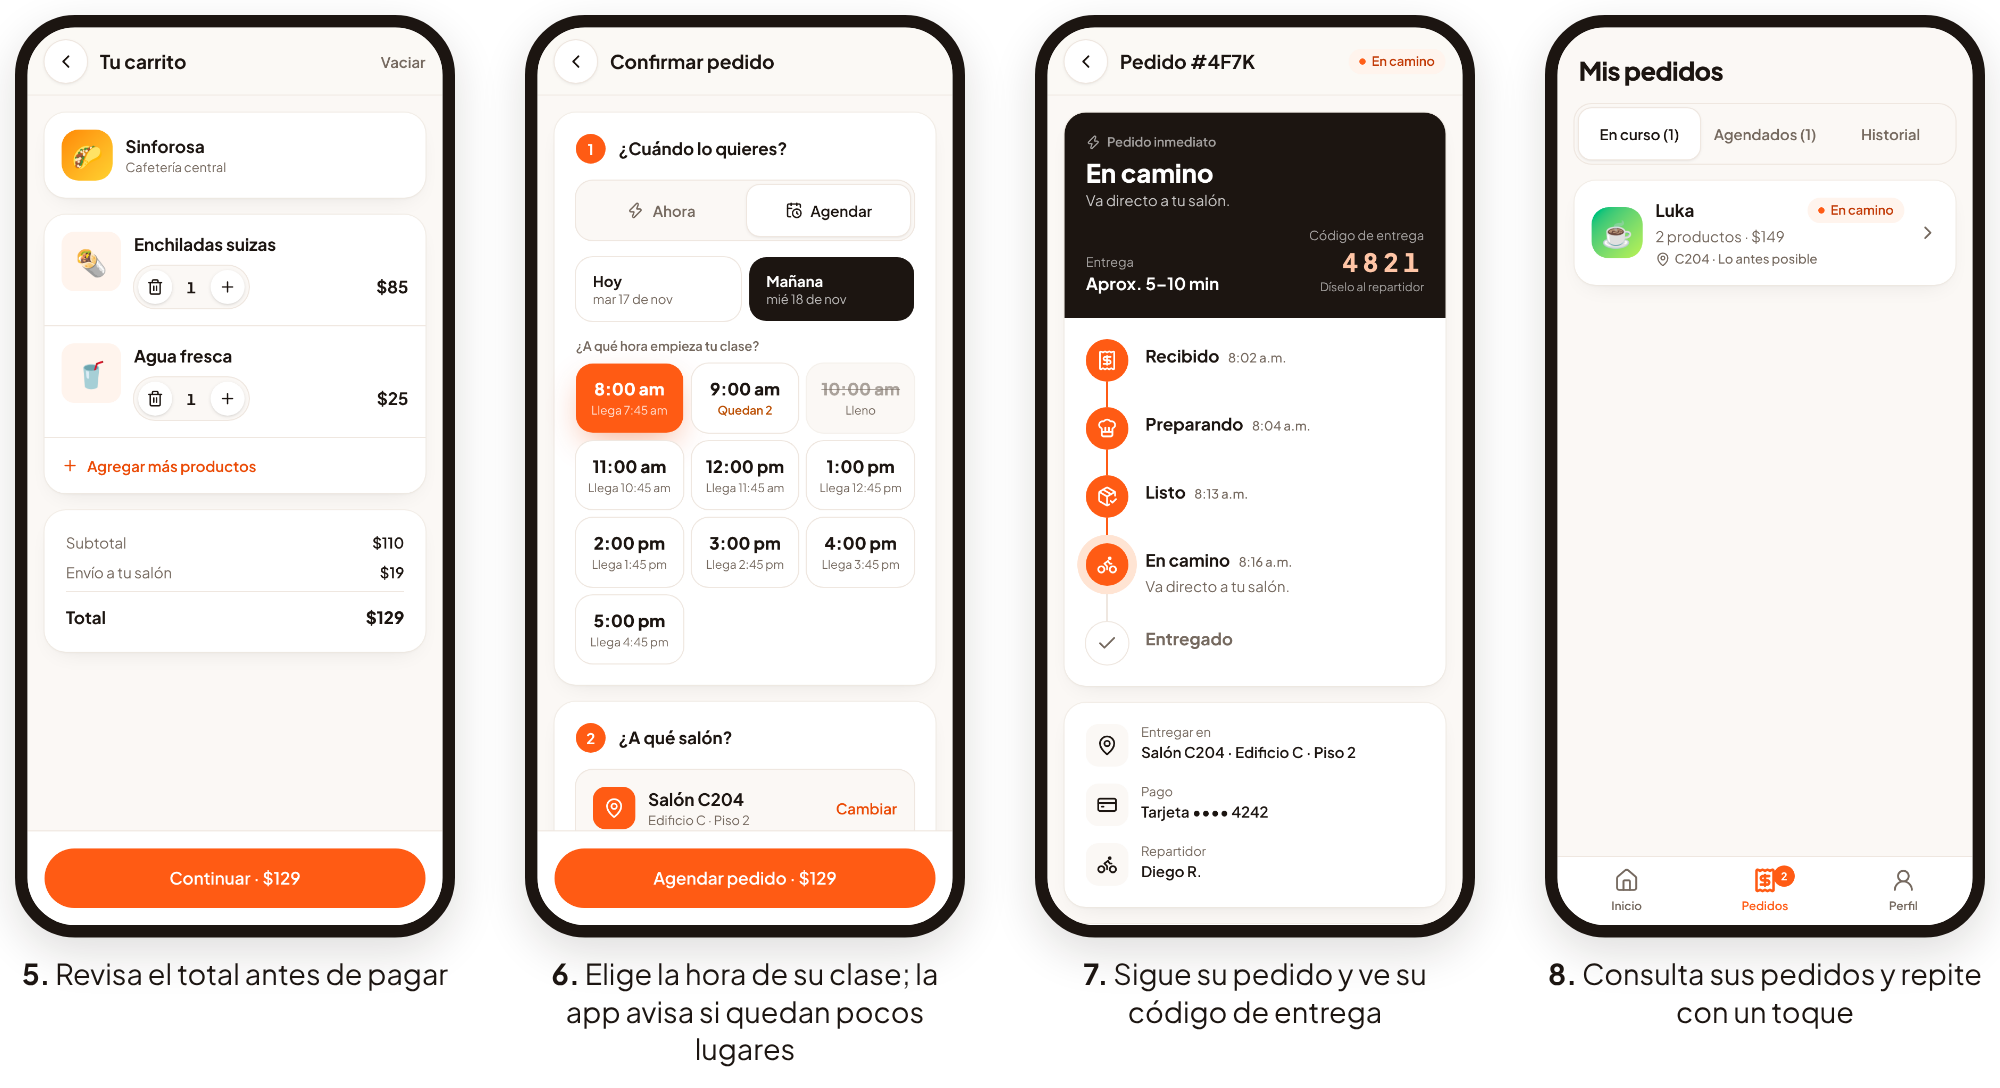 Tu carrito
Vaciar
Sinforosa
Cafetería central
Enchiladas suizas
1
$85
Agua fresca
1
$25
+ Agregar más productos
Subtotal $110
Envío a tu salón $19
Total $129
Continuar · $129
5. Revisa el total antes de pagar
Confirmar pedido
1 ¿Cuándo lo quieres?
Ahora
Agendar
Hoy
mar 17 de nov
Mañana
mié 18 de nov
¿A qué hora empieza tu clase?
8:00 am
Llega 7:45 am
9:00 am
Quedan 2
10:00 am
Lleno
11:00 am
Llega 10:45 am
12:00 pm
Llega 11:45 am
1:00 pm
Llega 12:45 pm
2:00 pm
Llega 1:45 pm
3:00 pm
Llega 2:45 pm
4:00 pm
Llega 3:45 pm
5:00 pm
Llega 4:45 pm
2 ¿A qué salón?
Salón C204
Edificio C · Piso 2
Cambiar
Agendar pedido · $129
6. Elige la hora de su clase; la
app avisa si quedan pocos
lugares
Pedido #4F7K
En camino
Pedido inmediato
En camino
Va directo a tu salón.
Entrega
Aprox. 5–10 min
Código de entrega
4821
Díselo al repartidor
Recibido 8:02 a.m.
Preparando 8:04 a.m.
Listo 8:13 a.m.
En camino 8:16 a.m.
Va directo a tu salón.
Entregado
Entregar en
Salón C204 · Edificio C · Piso 2
Pago
Tarjeta •••• 4242
Repartidor
Diego R.
7. Sigue su pedido y ve su
código de entrega
Mis pedidos
En curso (1)
Agendados (1)
Historial
Luka
En camino
2 productos · $149
C204 · Lo antes posible
Inicio
2
Pedidos
Perfil
8. Consulta sus pedidos y repite
con un toque